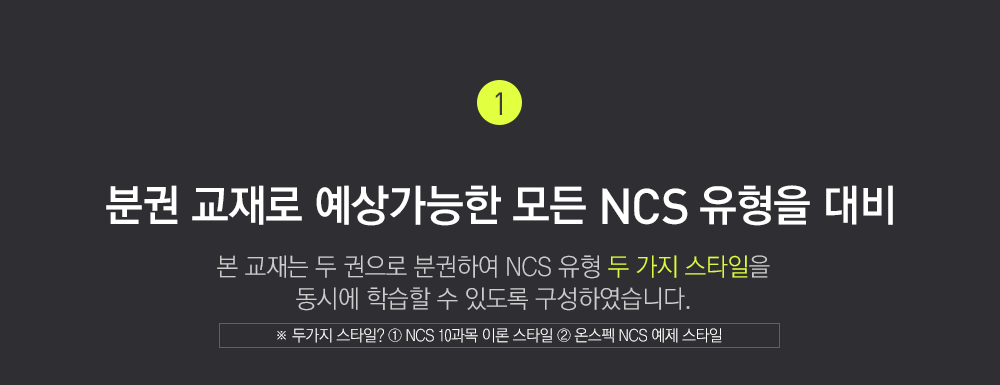 1
분권 교재로 예상가능한 모든 NCS 유형을 대비
본 교재는 두 권으로 분권하여 NCS 유형 두 가지 스타일을
동시에 학습할 수 있도록 구성하였습니다.
※ 두가지 스타일? ① NCS 10과목 이론 스타일 ② 온스펙 NCS 예제 스타일